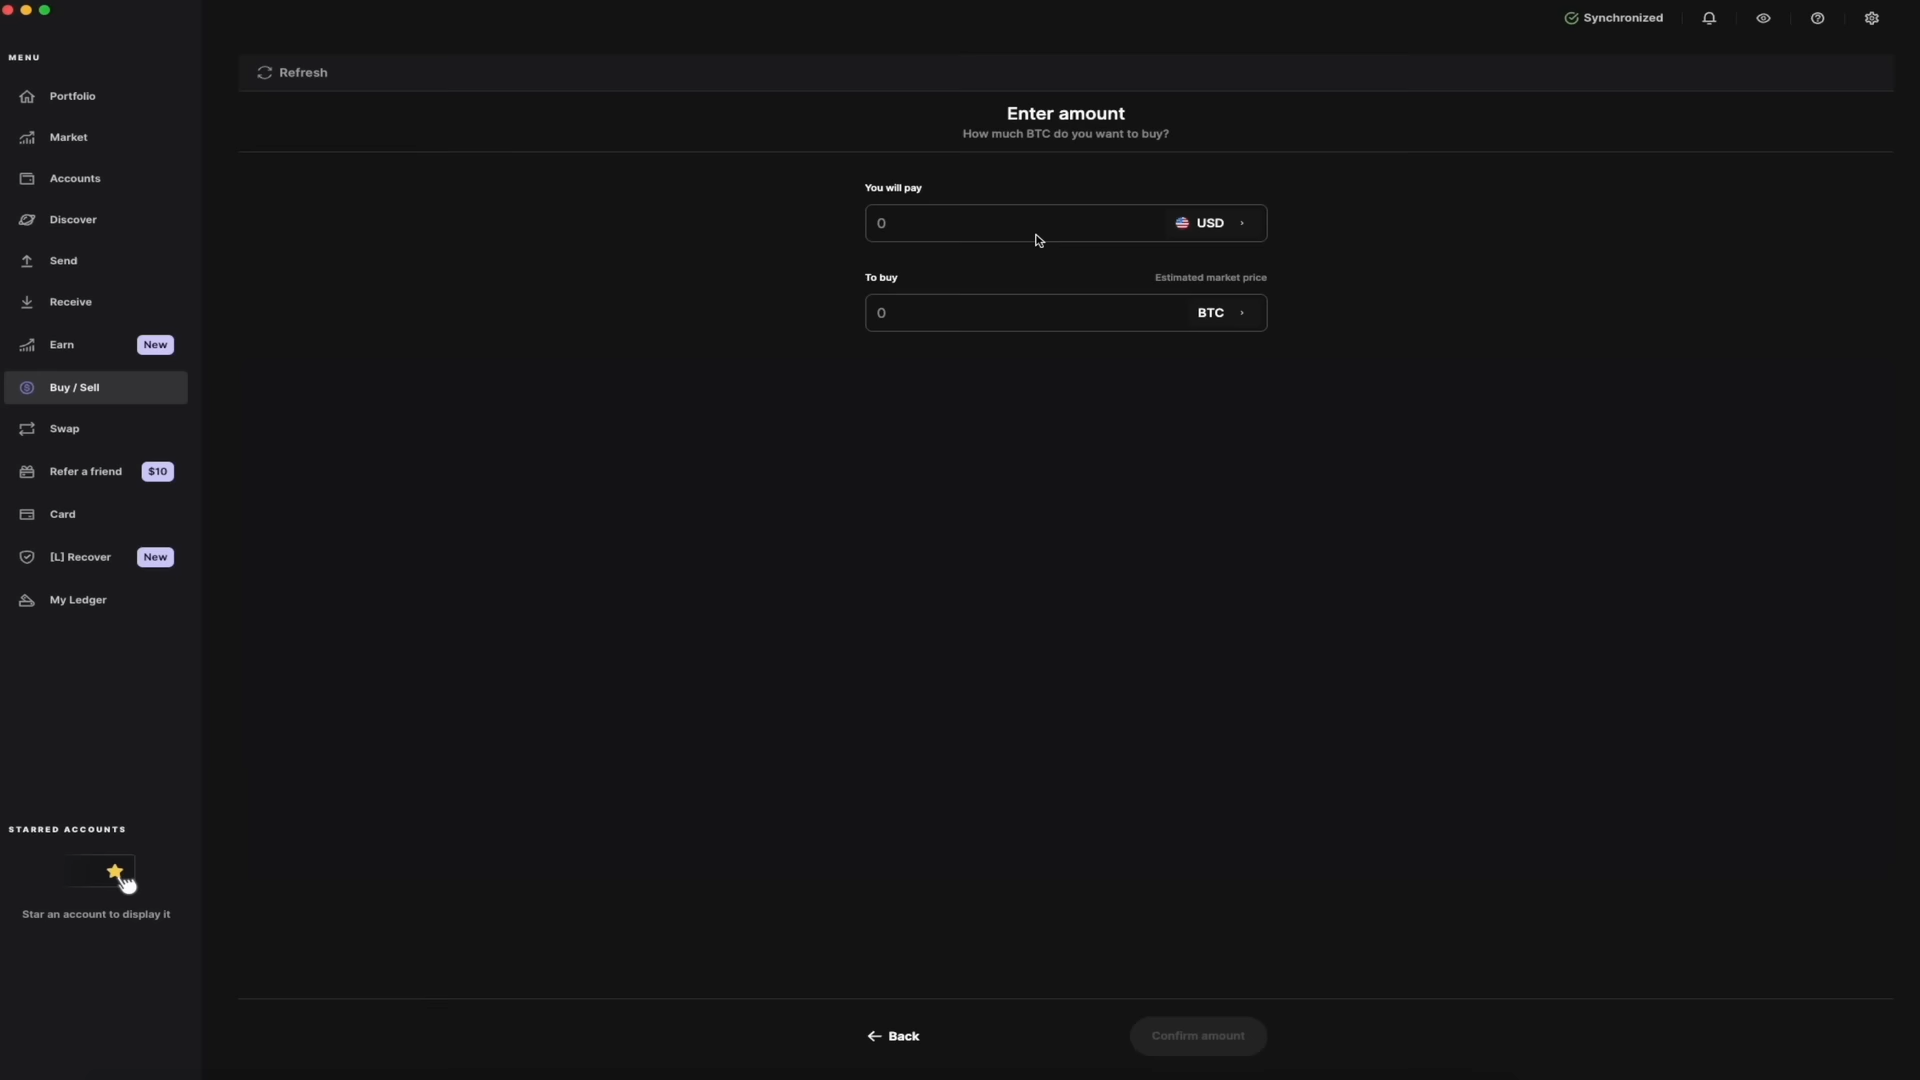 Synchronized
MENU
Portfolio
Market
Accounts
Discover
Send
Receive
Earn New
Buy / Sell
Swap
Refer a friend $10
Card
[L] Recover New
My Ledger
STARRED ACCOUNTS
Star an account to display it
Refresh
Enter amount
How much BTC do you want to buy?
You will pay
0 USD
To buy Estimated market price
0 BTC
Back Confirm amount